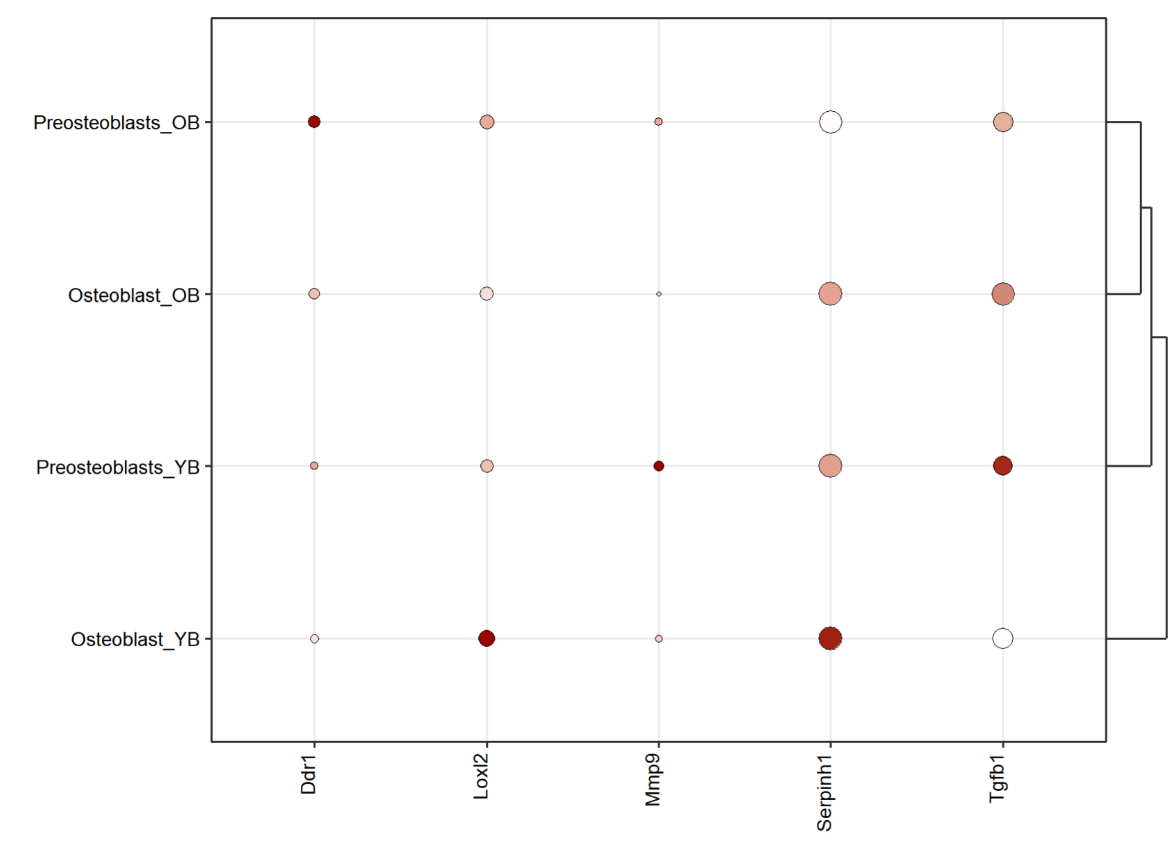 Preosteoblasts_OB
Osteoblast_OB
Preosteoblasts_YB
Osteoblast_YB
Ddr1
Loxl2
Mmp9
Serpinh1
Tgfb1